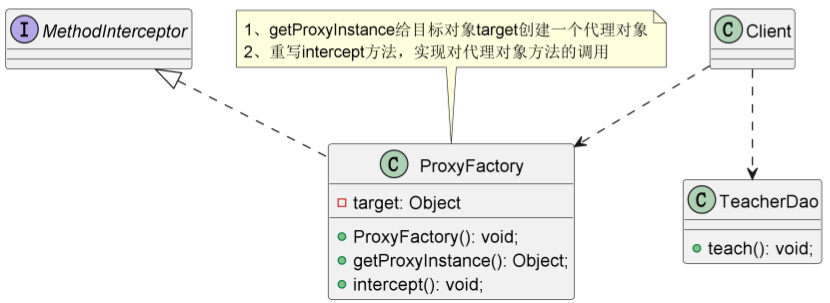 I MethodInterceptor
1、getProxyInstance给目标对象target创建一个代理对象
2、重写intercept方法，实现对代理对象方法的调用
C Client
C ProxyFactory
target: Object
ProxyFactory(): void;
getProxyInstance(): Object;
intercept(): void;
C TeacherDao
teach(): void;